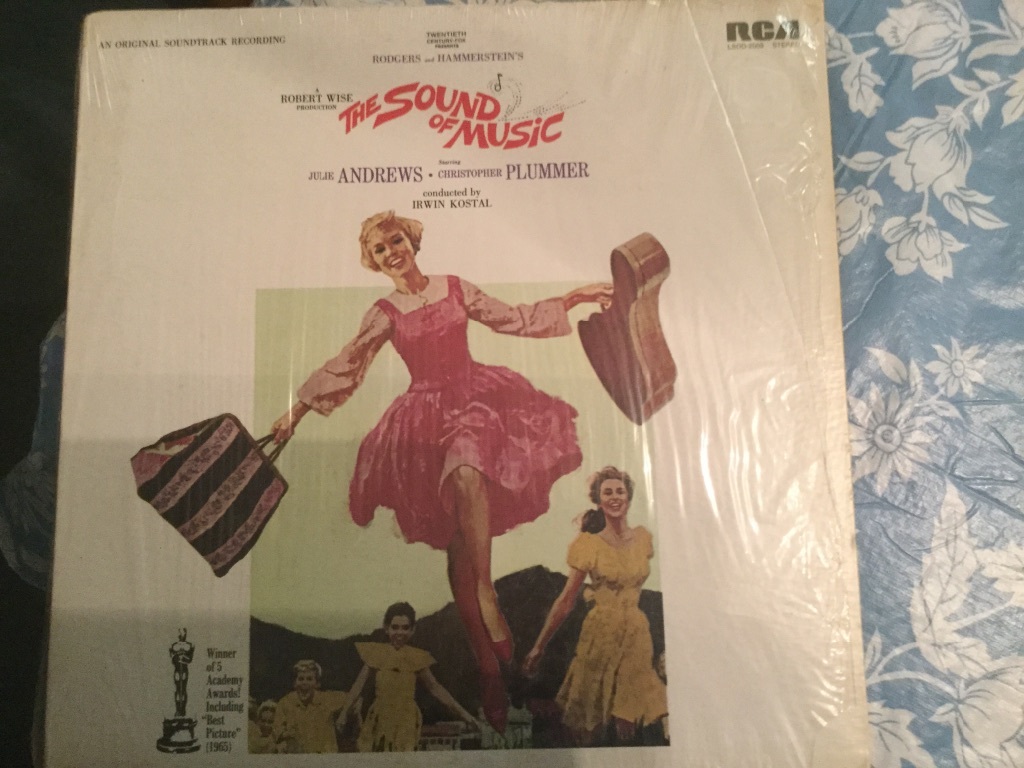 AN ORIGINAL SOUNDTRACK RECORDING
TWENTIETH
CENTURY-FOX
PRESENTS
RODGERS and HAMMERSTEIN'S
A
ROBERT WISE
PRODUCTION
THE SOUND
OF MUSIC
Starring
JULIE ANDREWS • CHRISTOPHER PLUMMER
conducted by
IRWIN KOSTAL
RCA
STEREO
Winner
of 5
Academy
Awards!
Including
"Best
Picture"
(1965)